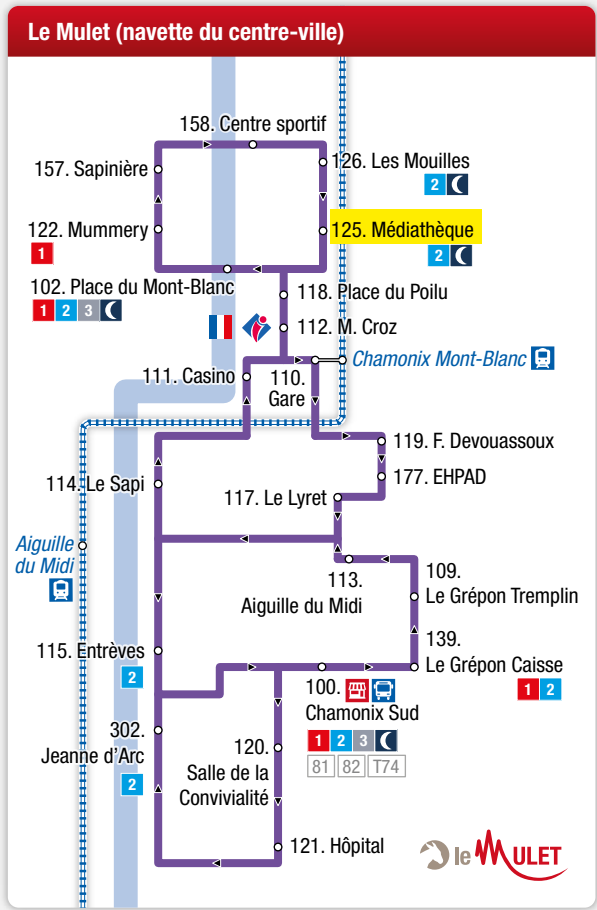 Le Mulet (navette du centre-ville)
158. Centre sportif
157. Sapinière
126. Les Mouilles
2
122. Mummery
1
125. Médiathèque
2
102. Place du Mont-Blanc
1 2 3
118. Place du Poilu
112. M. Croz
Chamonix Mont-Blanc
111. Casino
110.
Gare
119. F. Devouassoux
177. EHPAD
114. Le Sapi
117. Le Lyret
Aiguille
du Midi
113.
Aiguille du Midi
109.
Le Grépon Tremplin
139.
Le Grépon Caisse
1 2
115. Entrèves
2
100.
Chamonix Sud
1 2 3
81 82 T74
302.
Jeanne d'Arc
2
120.
Salle de la
Convivialité
121. Hôpital
le MULET